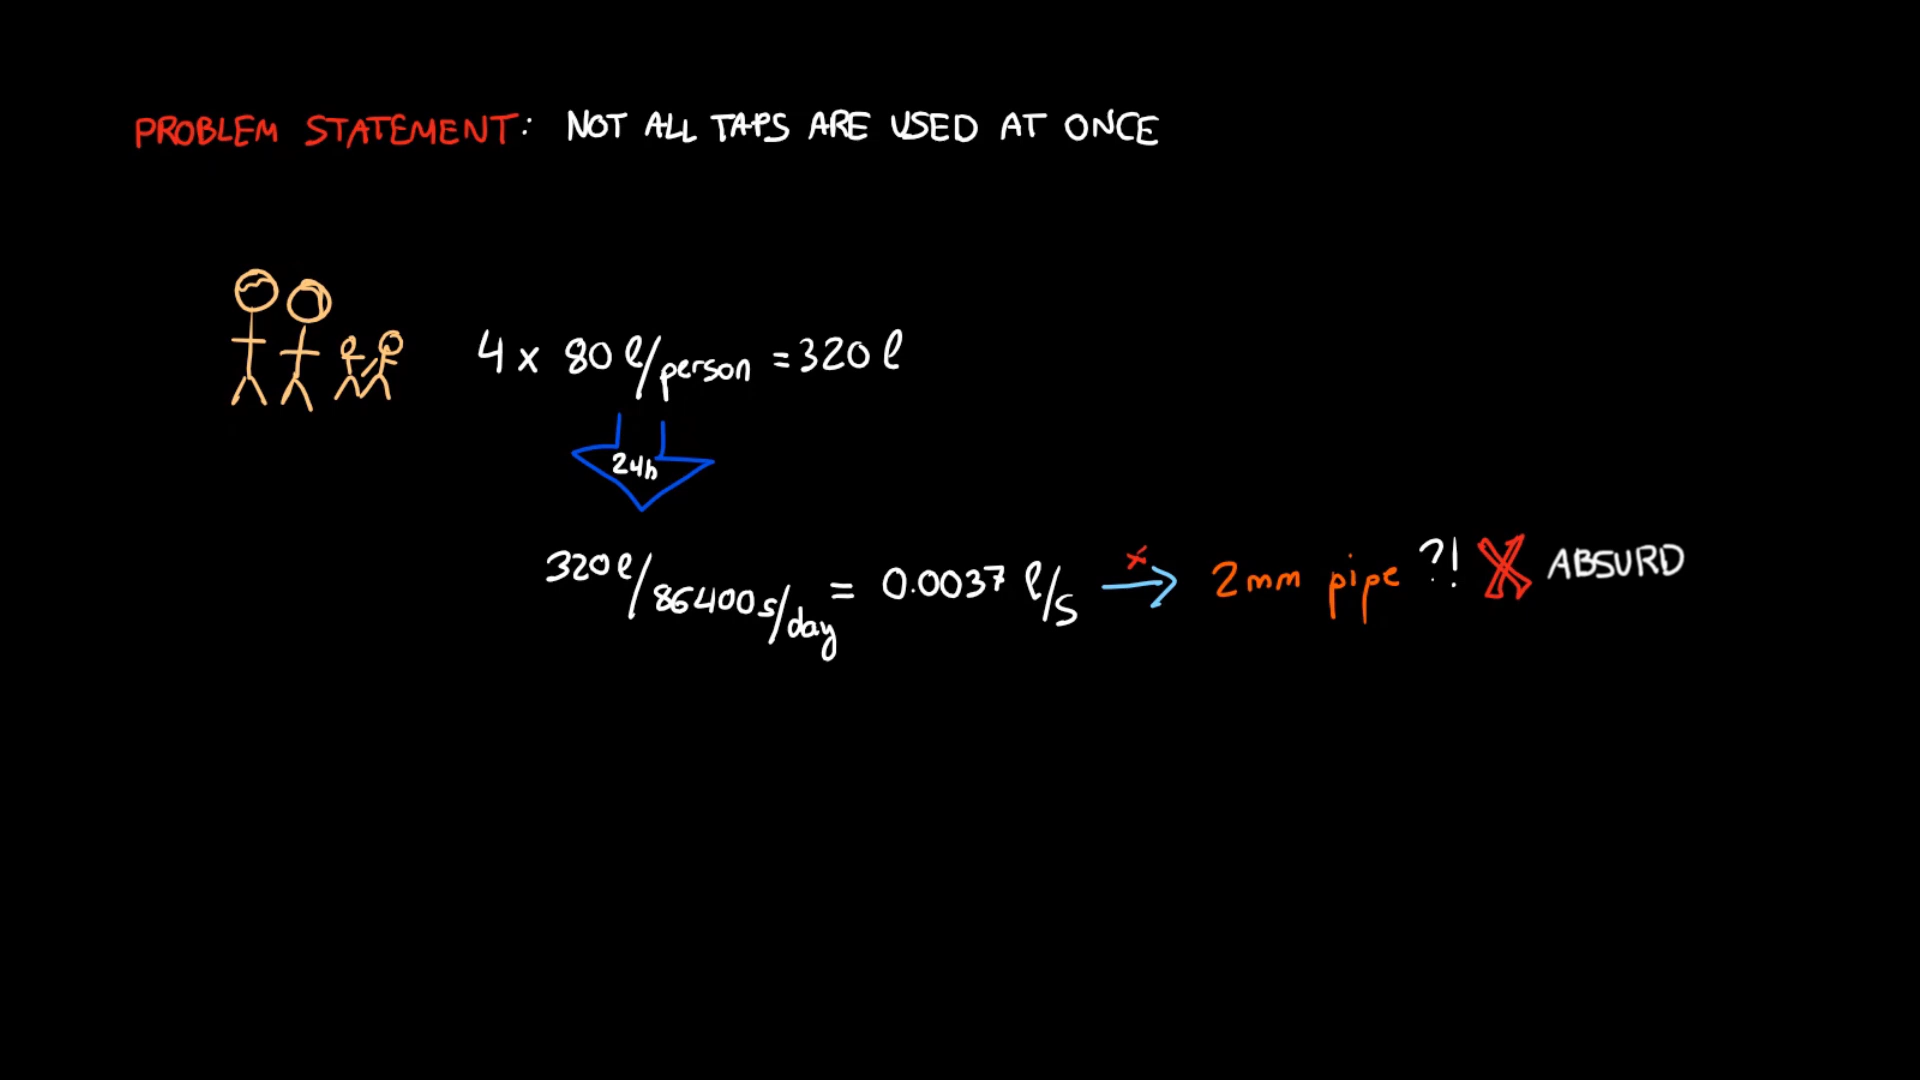 PROBLEM STATEMENT: NOT ALL TAPS ARE USED AT ONCE
4 x 80 l/person = 320 l
24h
320 l/86400s/day = 0.0037 l/s x → 2mm pipe ?! X ABSURD